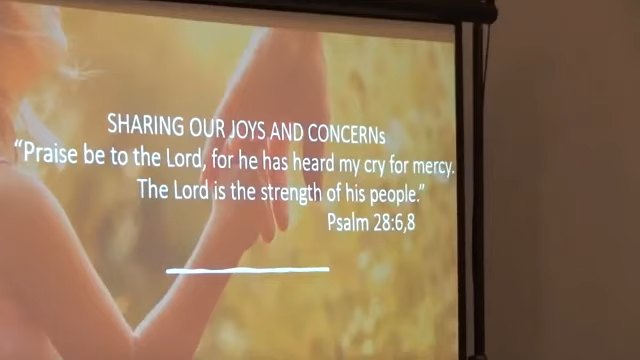 SHARING OUR JOYS AND CONCERNs
“Praise be to the Lord, for he has heard my cry for mercy.
The Lord is the strength of his people.”
Psalm 28:6,8